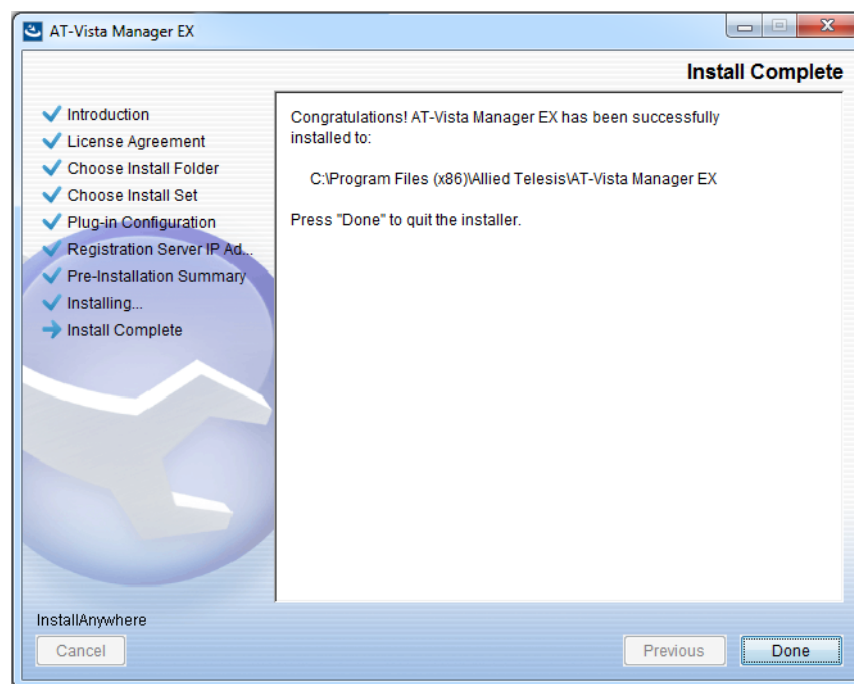 AT-Vista Manager EX
Install Complete
Introduction
License Agreement
Choose Install Folder
Choose Install Set
Plug-in Configuration
Registration Server IP Ad...
Pre-Installation Summary
Installing...
Install Complete
Congratulations! AT-Vista Manager EX has been successfully
installed to:
C:\Program Files (x86)\Allied Telesis\AT-Vista Manager EX
Press "Done" to quit the installer.
InstallAnywhere
Cancel
Previous
Done